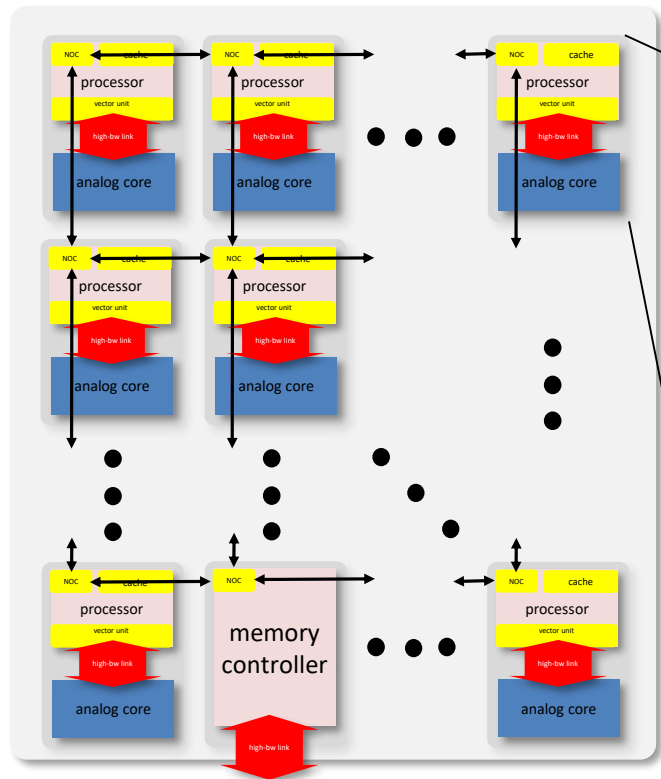 NOC cache NOC cache NOC cache
processor processor processor
vector unit vector unit vector unit
high-bw link high-bw link high-bw link
analog core analog core analog core
NOC cache NOC cache
processor processor
vector unit vector unit
high-bw link high-bw link
analog core analog core
NOC cache NOC NOC cache
processor processor
vector unit memory vector unit
high-bw link controller high-bw link
analog core analog core
high-bw link